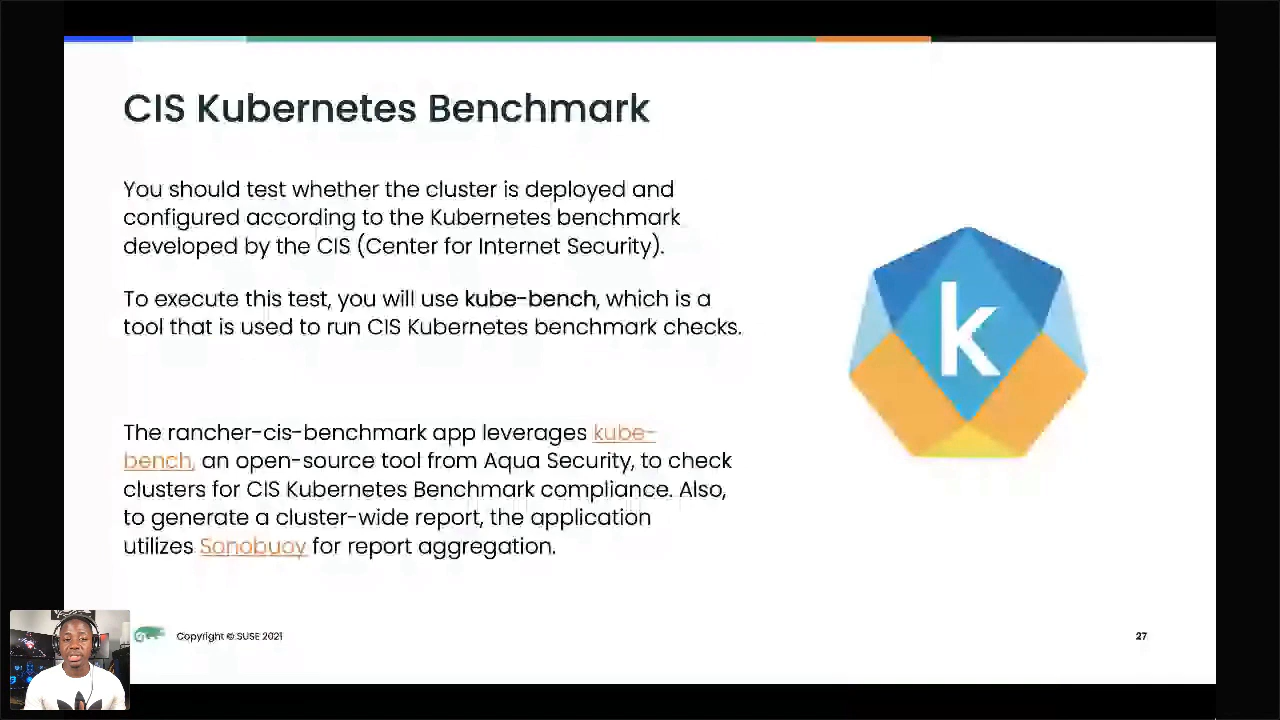 CIS Kubernetes Benchmark
You should test whether the cluster is deployed and
configured according to the Kubernetes benchmark
developed by the CIS (Center for Internet Security).
To execute this test, you will use kube-bench, which is a
tool that is used to run CIS Kubernetes benchmark checks.
k
The rancher-cis-benchmark app leverages kube-
bench, an open-source tool from Aqua Security, to check
clusters for CIS Kubernetes Benchmark compliance. Also,
to generate a cluster-wide report, the application
utilizes Sonobuoy for report aggregation.
Copyright © SUSE 2021
27